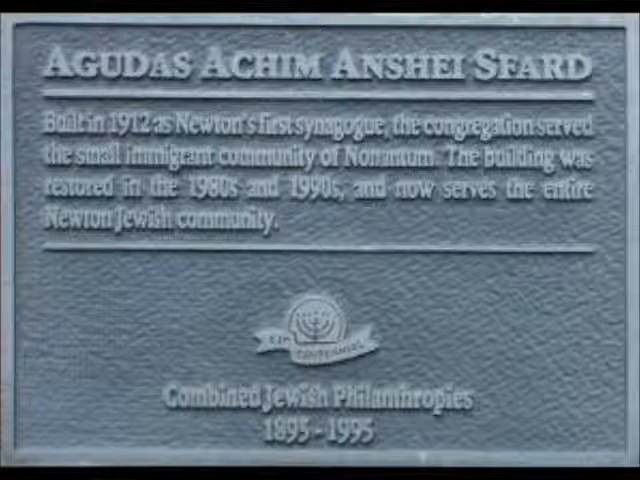 AGUDAS ACHIM ANSHEI SFARD
Built in 1912 as Newton's first synagogue, the congregation served
the small immigrant community of Nonantum. The building was
restored in the 1980s and 1990s, and now serves the entire
Newton Jewish community.
CJP CENTENNIAL
Combined Jewish Philanthropies
1895 - 1995